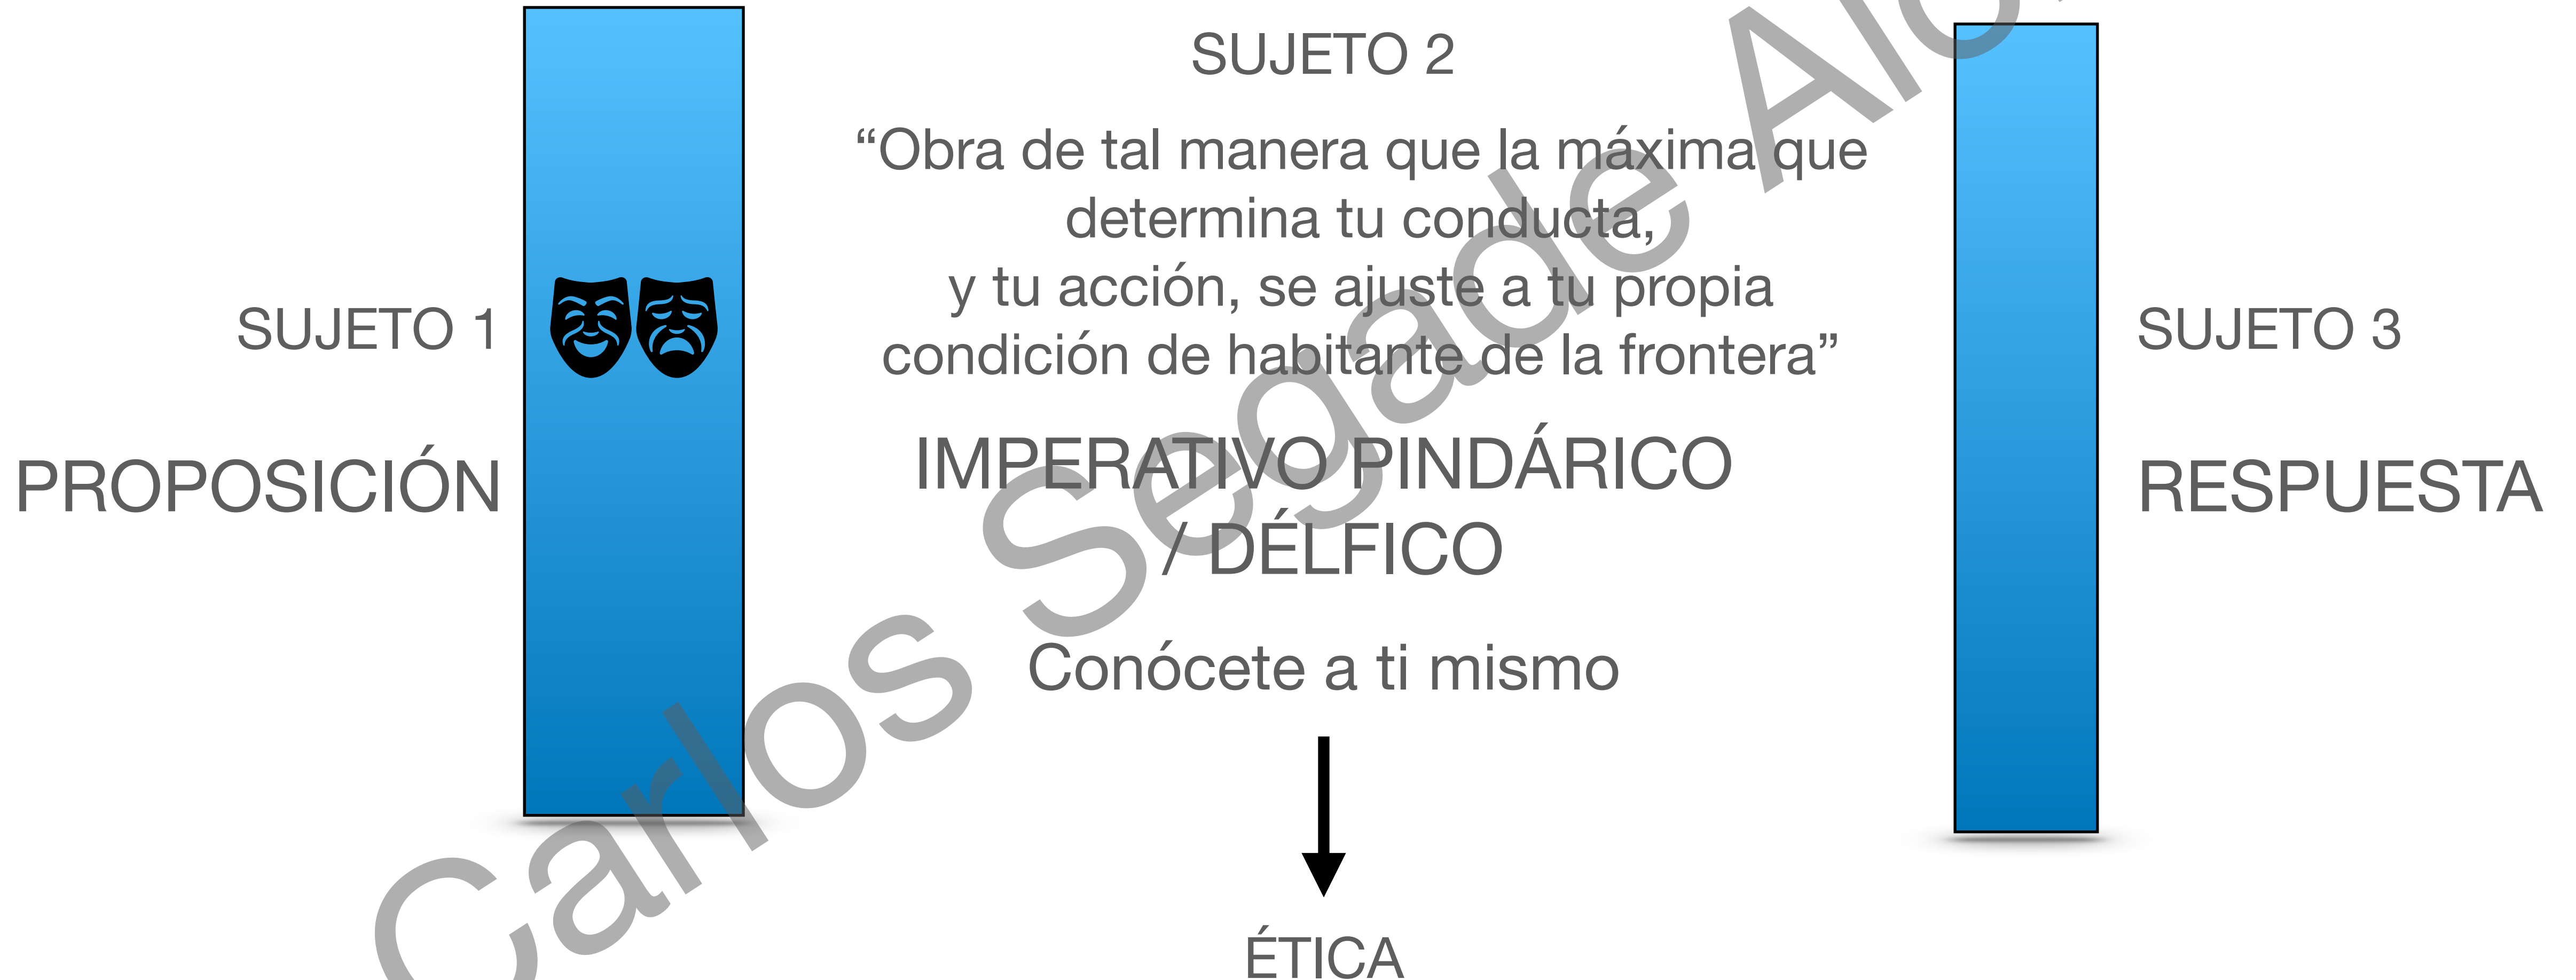 SUJETO 2
“Obra de tal manera que la máxima que
determina tu conducta,
y tu acción, se ajuste a tu propia
condición de habitante de la frontera”
SUJETO 1
SUJETO 3
PROPOSICIÓN
IMPERATIVO PINDÁRICO
/ DÉLFICO
RESPUESTA
Conócete a ti mismo
ÉTICA
Carlos Segade